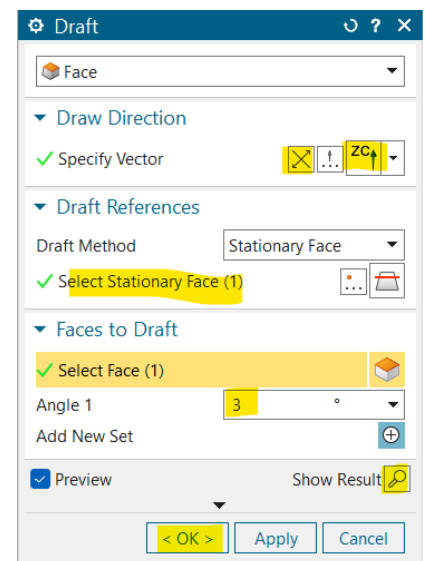 Draft ?
Face
Draw Direction
Specify Vector ZC
Draft References
Draft Method Stationary Face
Select Stationary Face (1)
Faces to Draft
Select Face (1)
Angle 1 3 °
Add New Set
Preview Show Result
< OK > Apply Cancel